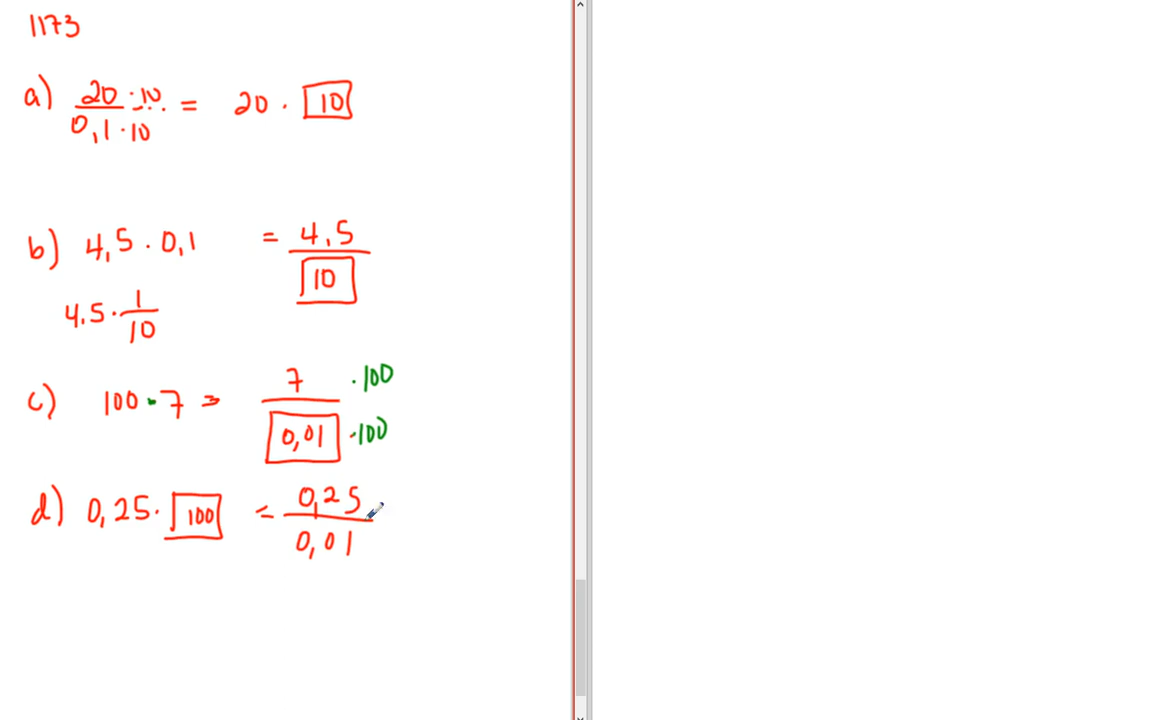 1173
a) 20 · 10 / 0,1 · 10 = 20 · 10
b) 4,5 · 0,1 = 4,5 / 10
4,5 · 1 / 10
c) 100 · 7 = 7 · 100 / 0,01 · 100
d) 0,25 · 100 = 0,25 / 0,01